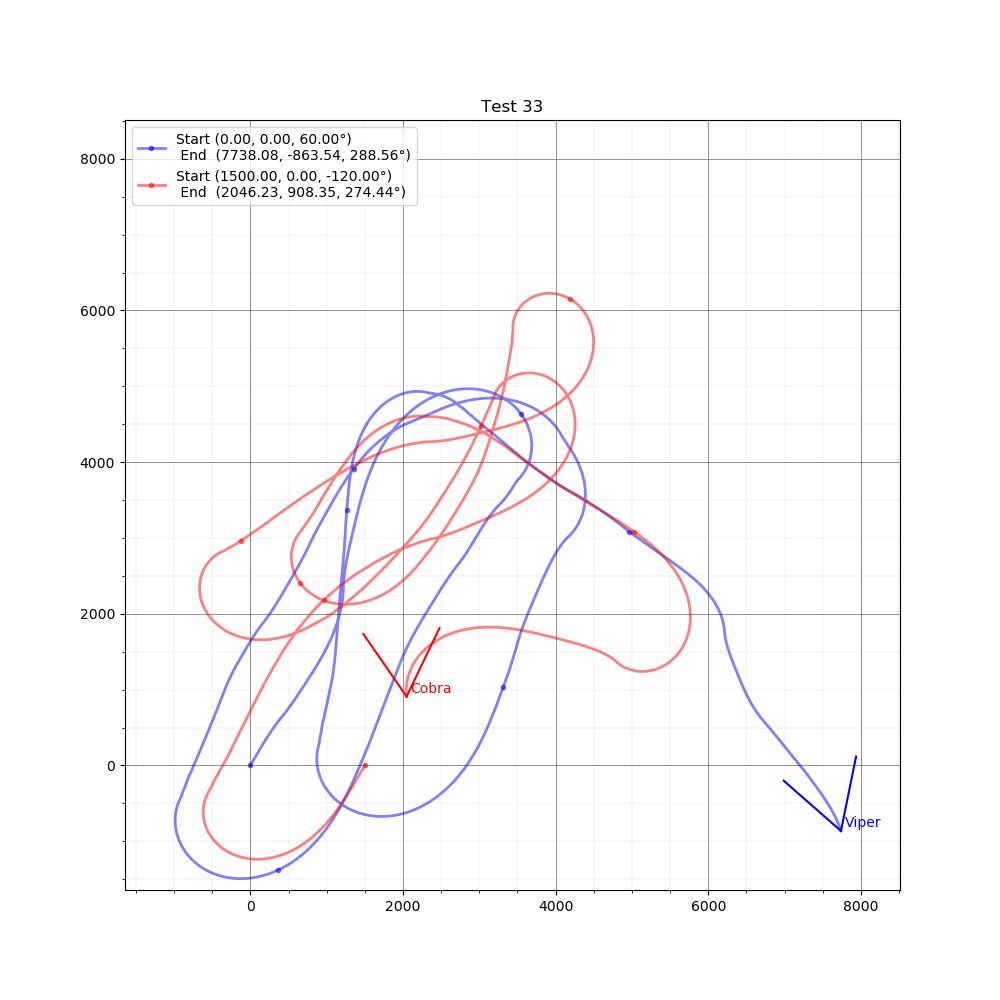 Test 33
Start (0.00, 0.00, 60.00°)
End (7738.08, -863.54, 288.56°)
Start (1500.00, 0.00, -120.00°)
End (2046.23, 908.35, 274.44°)
8000
6000
4000
2000
0
Cobra
Viper
0 2000 4000 6000 8000